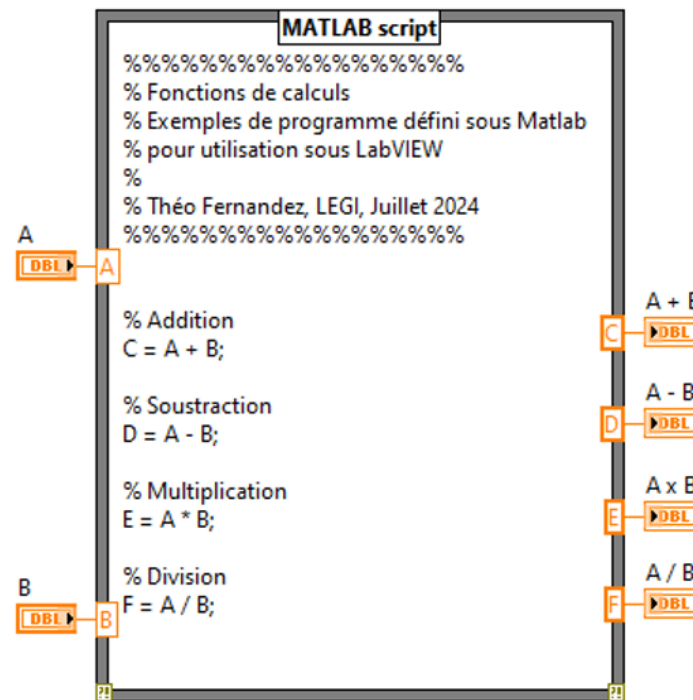 MATLAB script
%%%%%%%%%%%%%%%%%%
% Fonctions de calculs
% Exemples de programme défini sous Matlab
% pour utilisation sous LabVIEW
%
% Théo Fernandez, LEGI, Juillet 2024
%%%%%%%%%%%%%%%%%%
A
DBL
A
% Addition
C = A + B;
A + B
C
DBL
% Soustraction
D = A - B;
A - B
D
DBL
% Multiplication
E = A * B;
A x B
E
DBL
% Division
F = A / B;
A / B
F
DBL
B
DBL
B